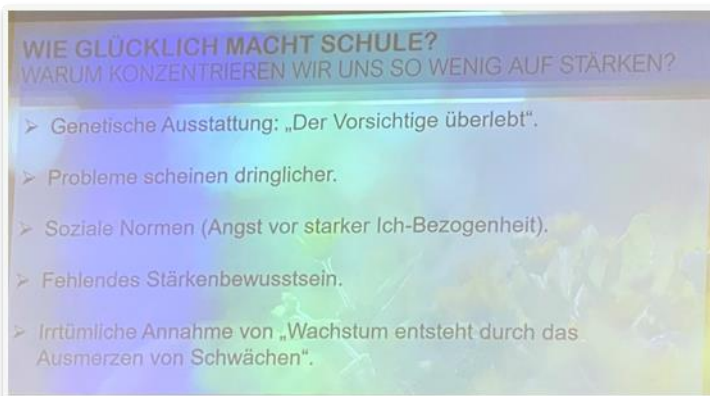 WIE GLÜCKLICH MACHT SCHULE?
WARUM KONZENTRIEREN WIR UNS SO WENIG AUF STÄRKEN?
➢ Genetische Ausstattung: „Der Vorsichtige überlebt“.
➢ Probleme scheinen dringlicher.
➢ Soziale Normen (Angst vor starker Ich-Bezogenheit).
➢ Fehlendes Stärkenbewusstsein.
➢ Irrtümliche Annahme von „Wachstum entsteht durch das
Ausmerzen von Schwächen“.